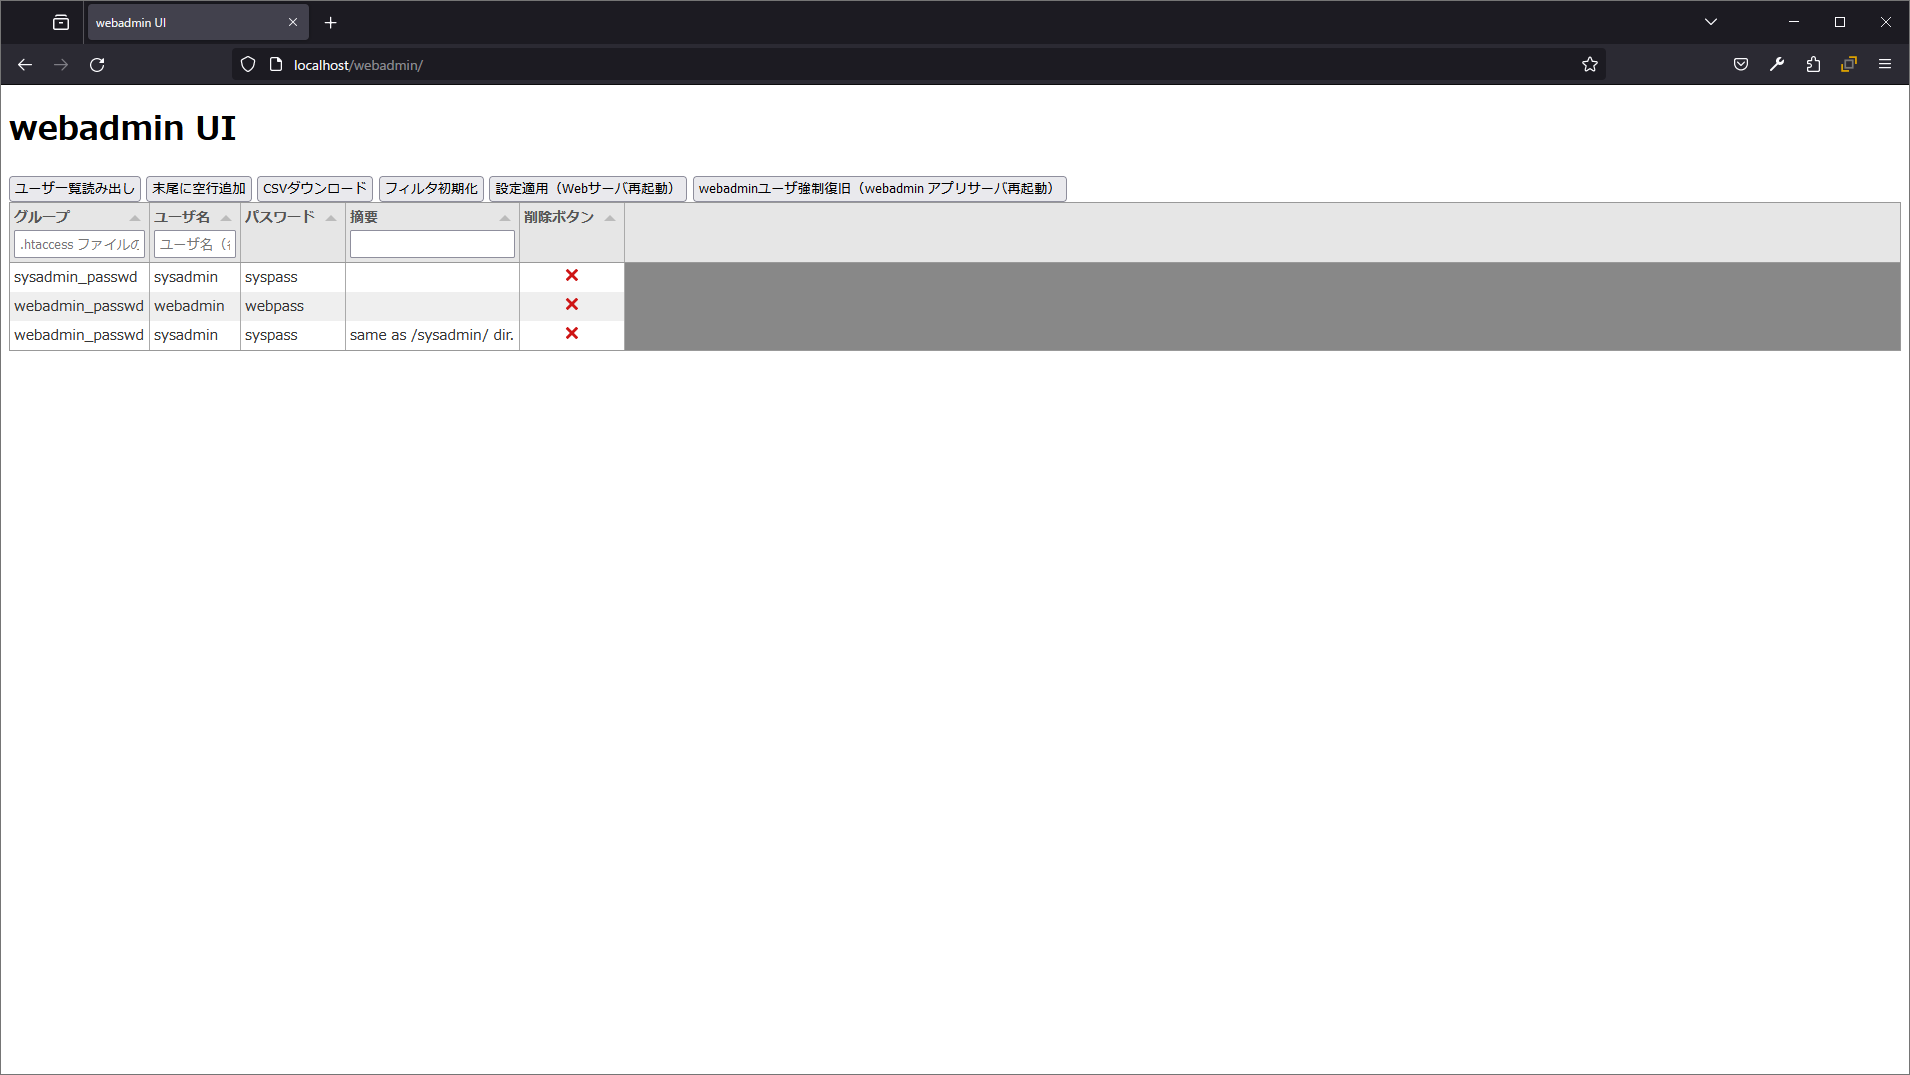 webadmin UI
localhost/webadmin/
webadmin UI
ユーザ一覧読み出し 末尾に空行追加 CSVダウンロード フィルタ初期化 設定適用（Webサーバ再起動） webadminユーザ強制復旧（webadmin アプリサーバ再起動）
グループ ユーザ名 パスワード 摘要 削除ボタン
.htaccess ファイルの ユーザ名（
sysadmin_passwd sysadmin syspass
webadmin_passwd webadmin webpass
webadmin_passwd sysadmin syspass same as /sysadmin/ dir.